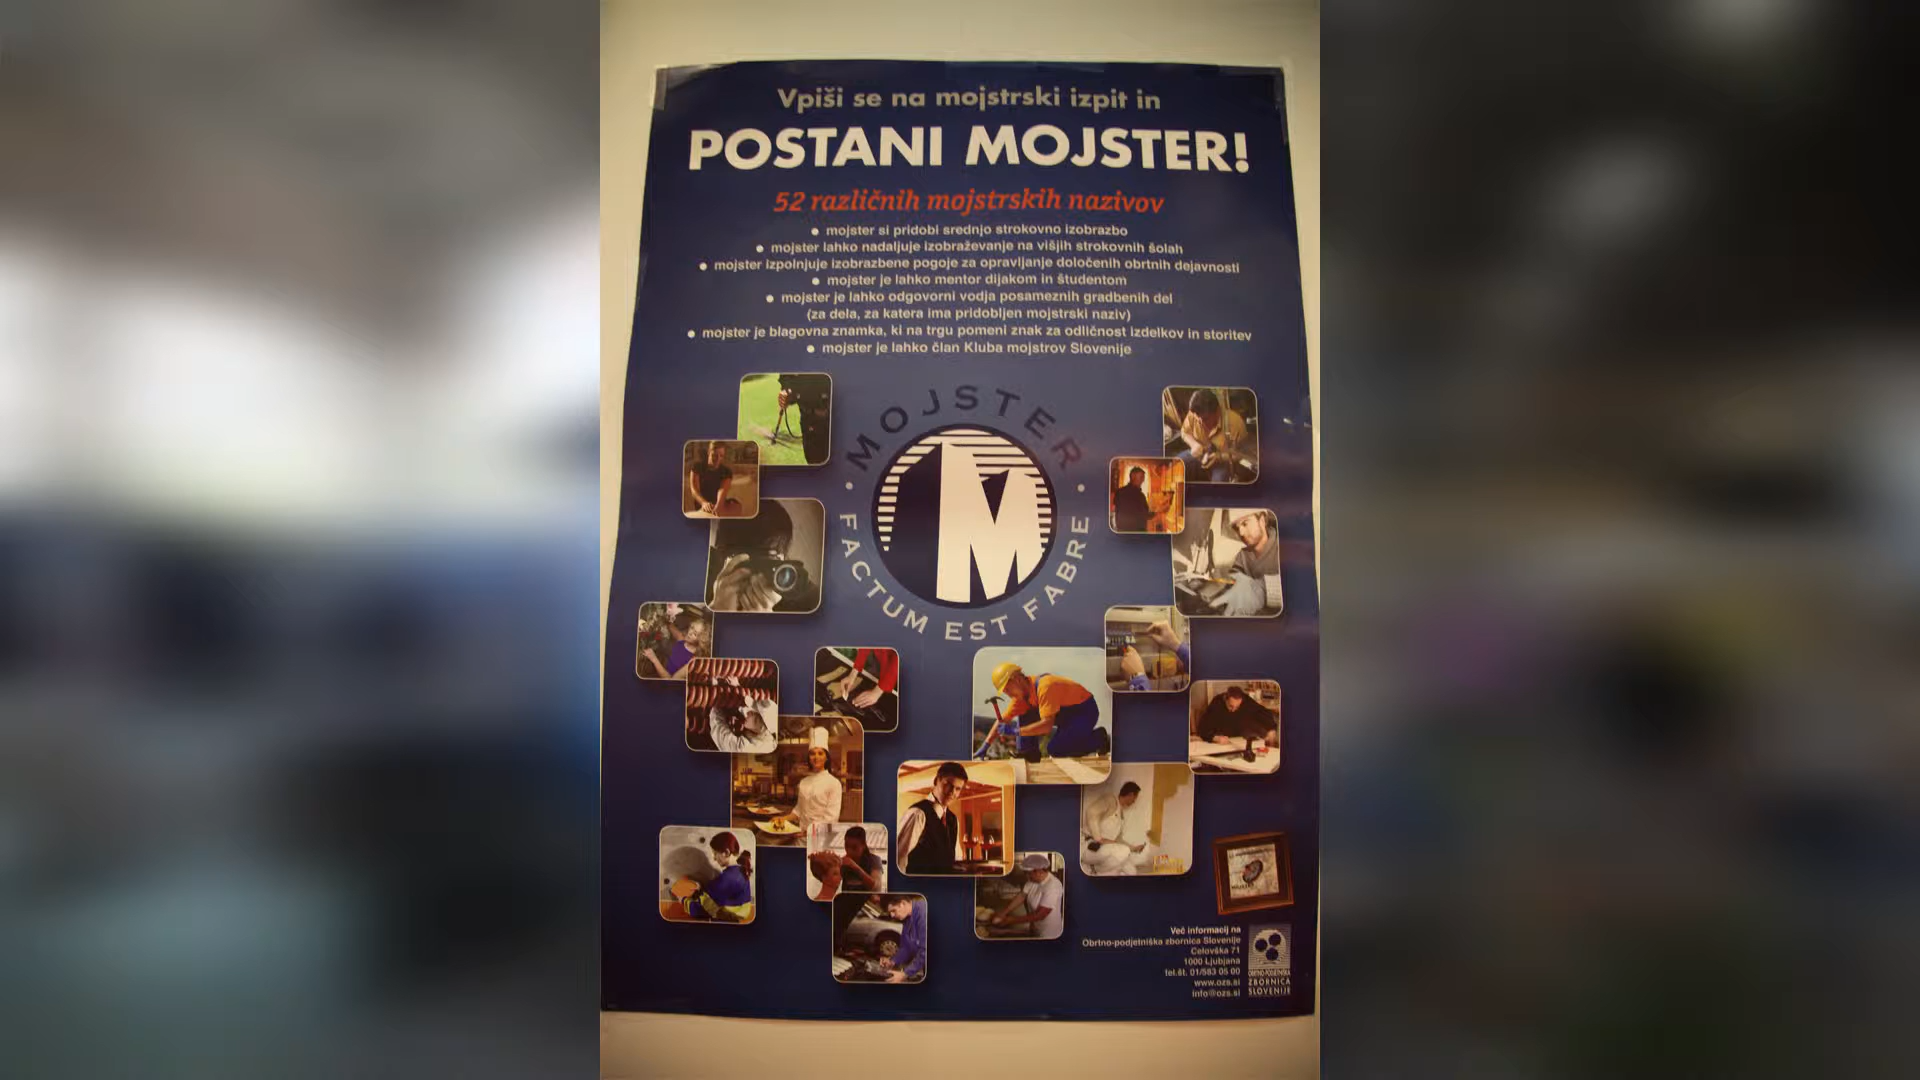 Vpiši se na mojstrski izpit in
POSTANI MOJSTER!
52 različnih mojstrskih nazivov
• mojster si pridobi srednjo strokovno izobrazbo
• mojster lahko nadaljuje izobraževanje na višjih strokovnih šolah
• mojster izpolnjuje izobrazbene pogoje za opravljanje določenih obrtnih dejavnosti
• mojster je lahko mentor dijakom in študentom
• mojster je lahko odgovorni vodja posameznih gradbenih del
(za dela, za katera ima pridobljen mojstrski naziv)
• mojster je blagovna znamka, ki na trgu pomeni znak za odličnost izdelkov in storitev
• mojster je lahko član Kluba mojstrov Slovenije
MOJSTER
M
• FACTUM EST FABRE •
Več informacij na
Obrtno-podjetniška zbornica Slovenije
Celovška 71
1000 Ljubljana
tel.št. 01/583 05 00
www.ozs.si
info@ozs.si
OBRTNO-PODJETNIŠKA
ZBORNICA
SLOVENIJE